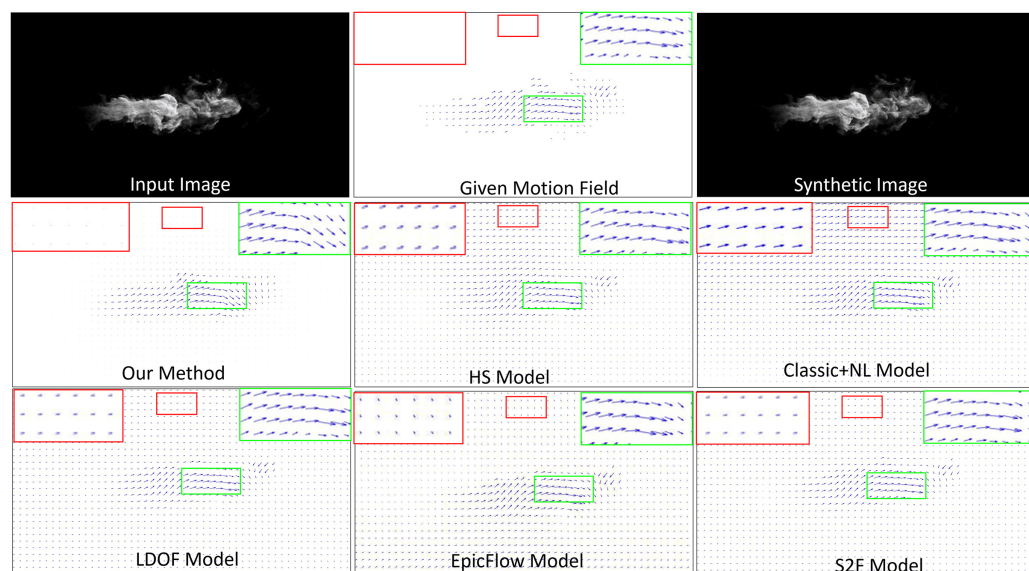 Input Image
Given Motion Field
Synthetic Image
Our Method
HS Model
Classic+NL Model
LDOF Model
EpicFlow Model
S2F Model